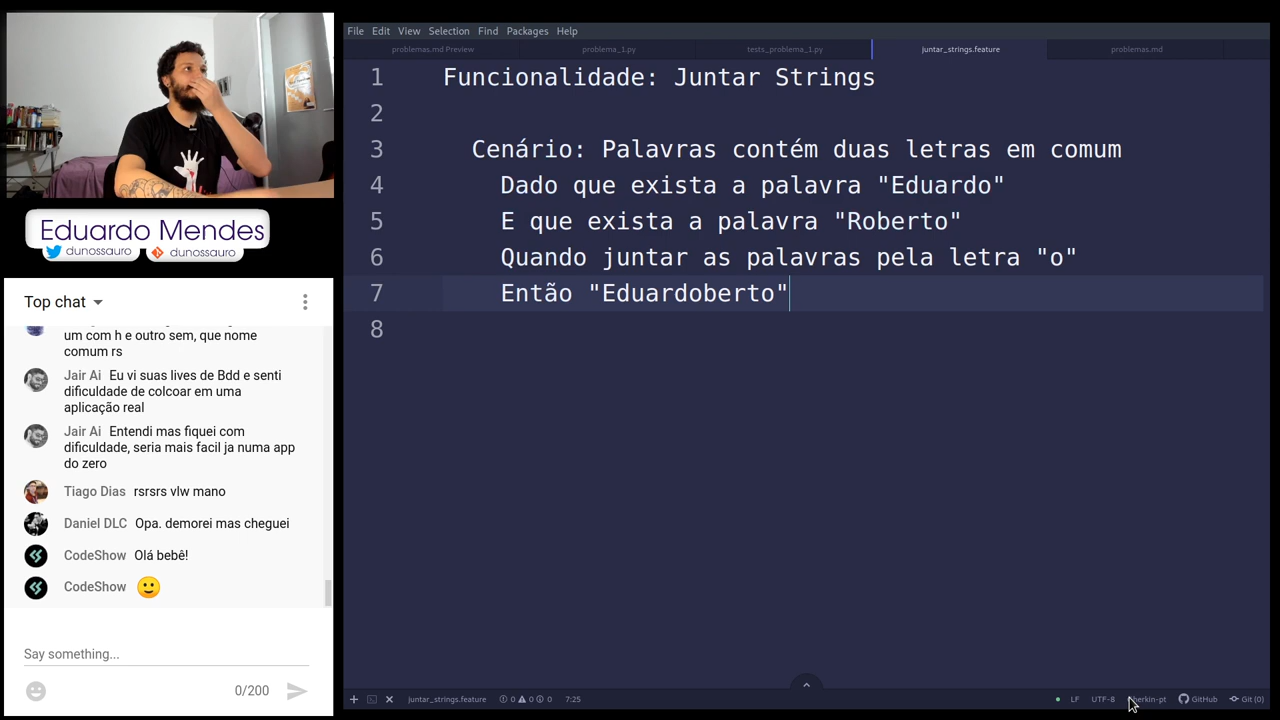 Eduardo Mendes
dunossauro dunossauro
Top chat
um com h e outro sem, que nome
comum rs
Jair Ai Eu vi suas lives de Bdd e senti
dificuldade de colcoar em uma
aplicação real
Jair Ai Entendi mas fiquei com
dificuldade, seria mais facil ja numa app
do zero
Tiago Dias rsrsrs vlw mano
Daniel DLC Opa. demorei mas cheguei
CodeShow Olá bebê!
CodeShow
Say something...
0/200
File Edit View Selection Find Packages Help
problemas.md Preview problema_1.py tests_problema_1.py juntar_strings.feature problemas.md
1 Funcionalidade: Juntar Strings
2
3 Cenário: Palavras contém duas letras em comum
4 Dado que exista a palavra "Eduardo"
5 E que exista a palavra "Roberto"
6 Quando juntar as palavras pela letra "o"
7 Então "Eduardoberto"
8
juntar_strings.feature 0 0 0 7:25 LF UTF-8 GitHub Git (0)